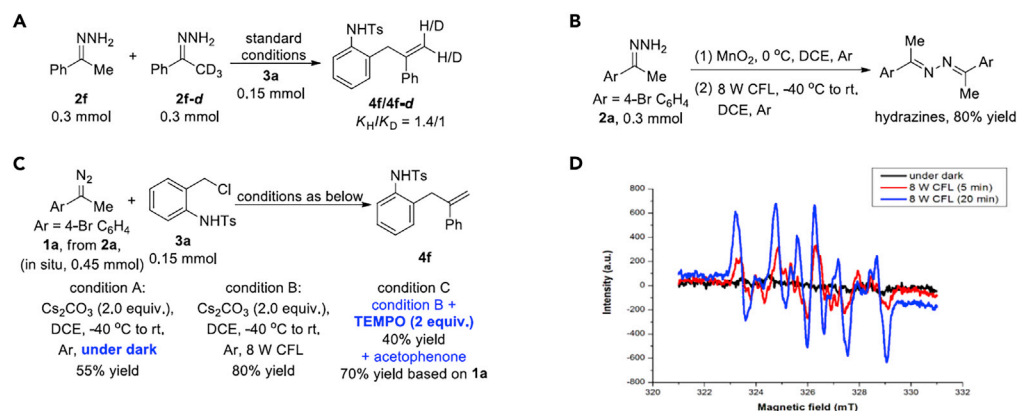 A
NNH2
Ph
Me
2f
0.3 mmol
+
NNH2
Ph
CD3
2f-d
0.3 mmol
standard
conditions
3a
0.15 mmol
NHTs
H/D
H/D
Ph
4f/4f-d
KH/KD = 1.4/1
B
NNH2
Ar
Me
Ar = 4-Br C6H4
2a, 0.3 mmol
(1) MnO2, 0 °C, DCE, Ar
(2) 8 W CFL, -40 °C to rt,
DCE, Ar
Me
Ar
N
N
Ar
Me
hydrazines, 80% yield
C
N2
Ar
Me
Ar = 4-Br C6H4
1a, from 2a,
(in situ, 0.45 mmol)
+
Cl
NHTs
3a
0.15 mmol
conditions as below
NHTs
Ph
4f
condition A:
Cs2CO3 (2.0 equiv.),
DCE, -40 °C to rt,
Ar, under dark
55% yield
condition B:
Cs2CO3 (2.0 equiv.),
DCE, -40 °C to rt,
Ar, 8 W CFL
80% yield
condition C
condition B +
TEMPO (2 equiv.)
40% yield
+ acetophenone
70% yield based on 1a
D
under dark
8 W CFL (5 min)
8 W CFL (20 min)
Intensity (a.u.)
800
600
400
200
0
-200
-400
-600
-800
320 322 324 326 328 330 332
Magnetic field (mT)